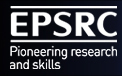 EPSRC
Pioneering research
and skills